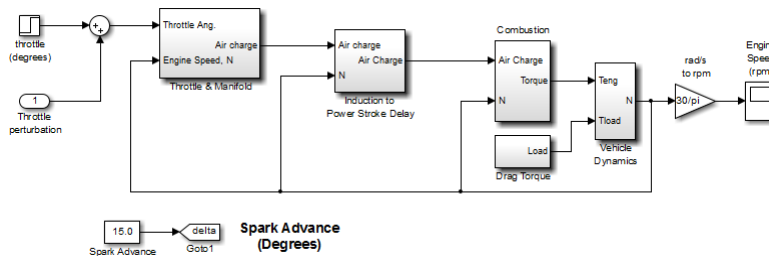 throttle
(degrees)
1
Throttle
perturbation
Throttle Ang.
Air charge
Engine Speed, N
Throttle & Manifold
Air charge
Air Charge
N
Induction to
Power Stroke Delay
Combustion
Air Charge
Torque
N
Load
Drag Torque
Teng
N
Tload
Vehicle
Dynamics
rad/s
to rpm
30/pi
15.0
Spark Advance
delta
Goto1
Spark Advance
(Degrees)